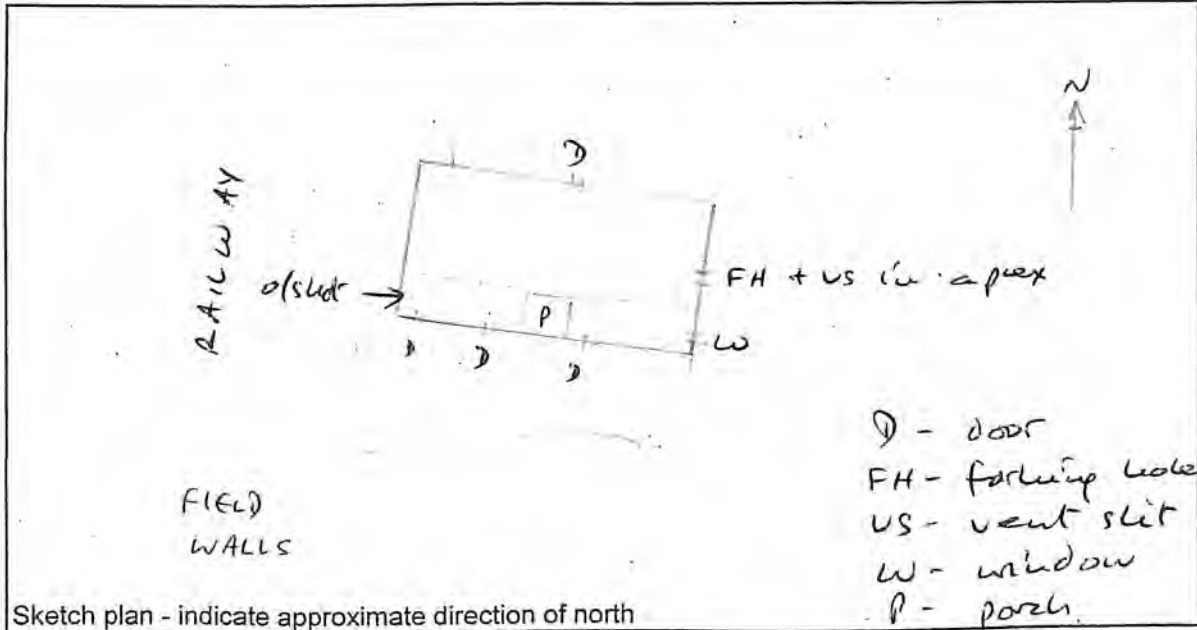 N
D
RAILWAY
FH + VS in apex
o/shot →
P
W
D D D
D - door
FH - forking hole
VS - vent slit
W - window
P - porch
FIELD
WALLS
Sketch plan - indicate approximate direction of north